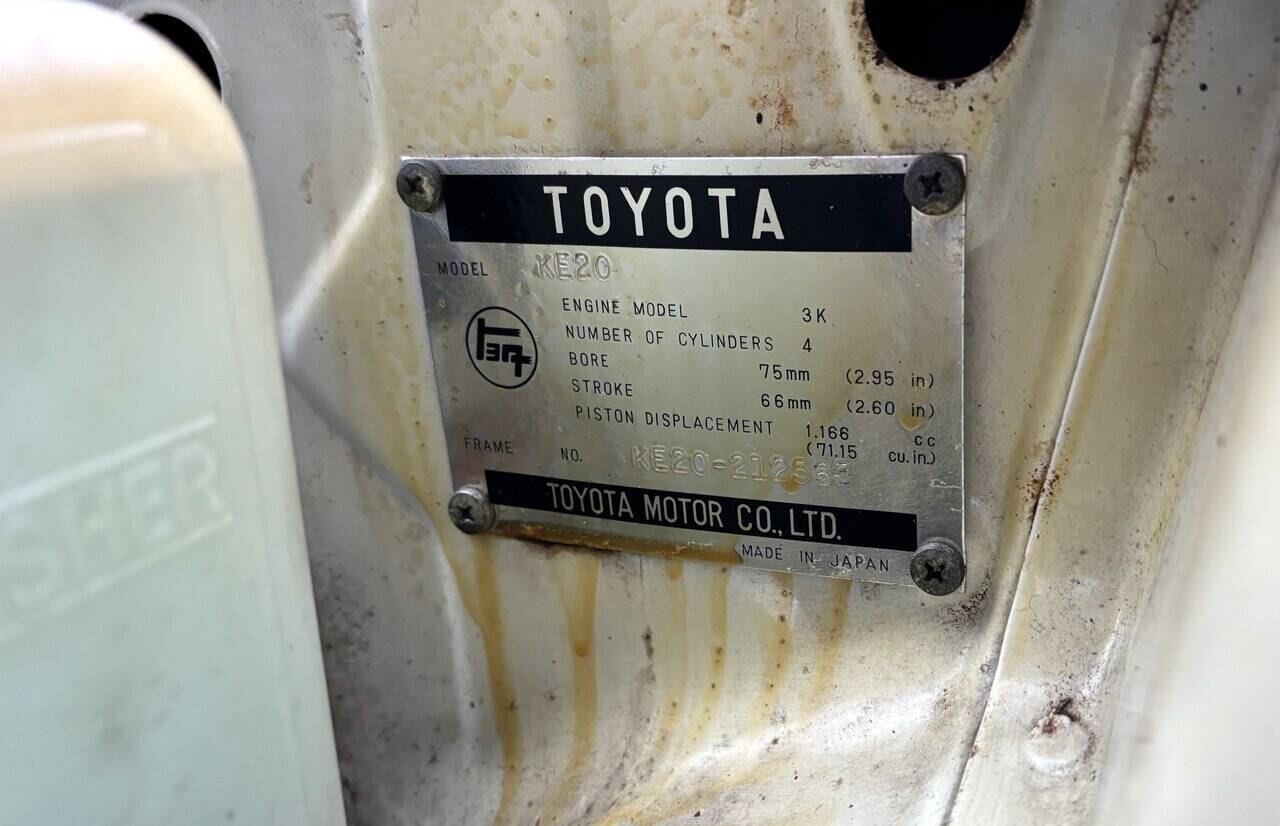 TOYOTA
MODEL KE20
ENGINE MODEL 3K
NUMBER OF CYLINDERS 4
BORE 75mm (2.95 in)
STROKE 66mm (2.60 in)
PISTON DISPLACEMENT 1.166 cc
(71.15 cu.in.)
FRAME NO. KE20-212563
TOYOTA MOTOR CO., LTD.
MADE IN JAPAN